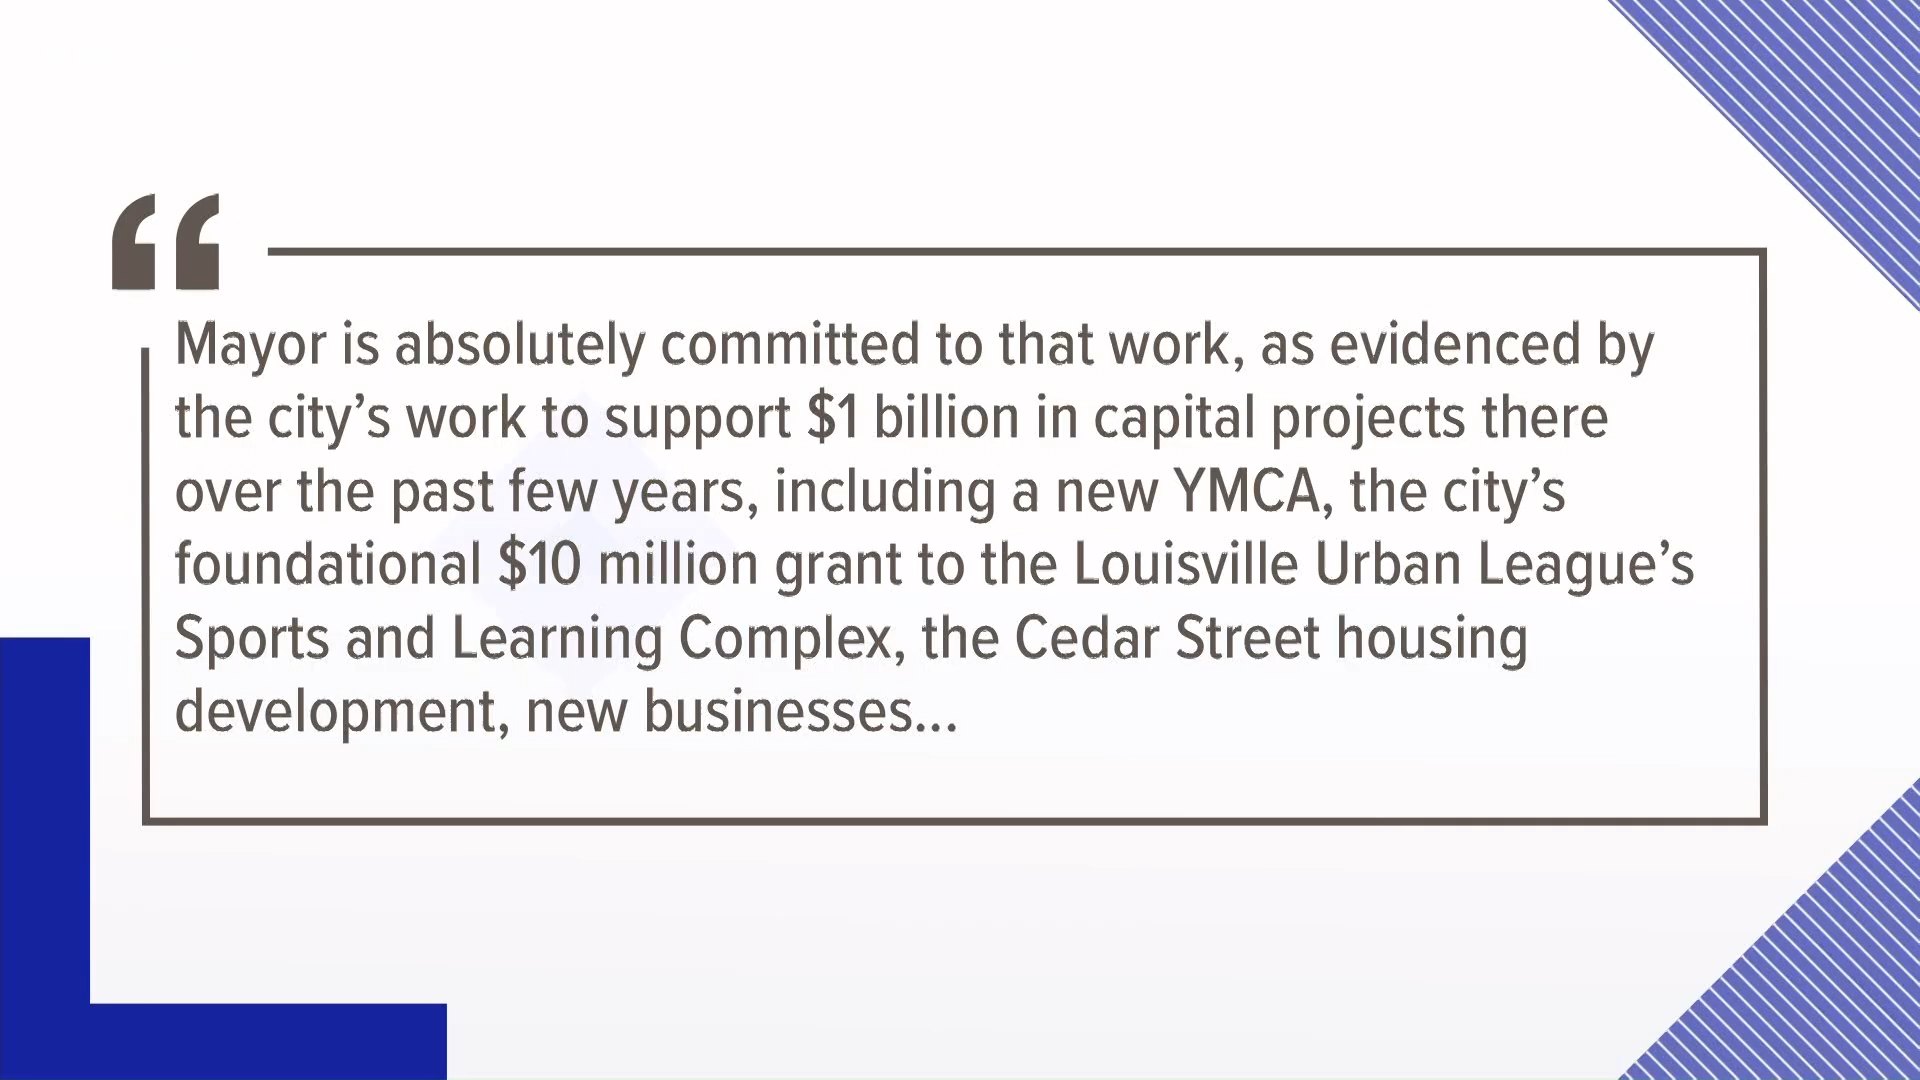 “
Mayor is absolutely committed to that work, as evidenced by
the city’s work to support $1 billion in capital projects there
over the past few years, including a new YMCA, the city’s
foundational $10 million grant to the Louisville Urban League’s
Sports and Learning Complex, the Cedar Street housing
development, new businesses...